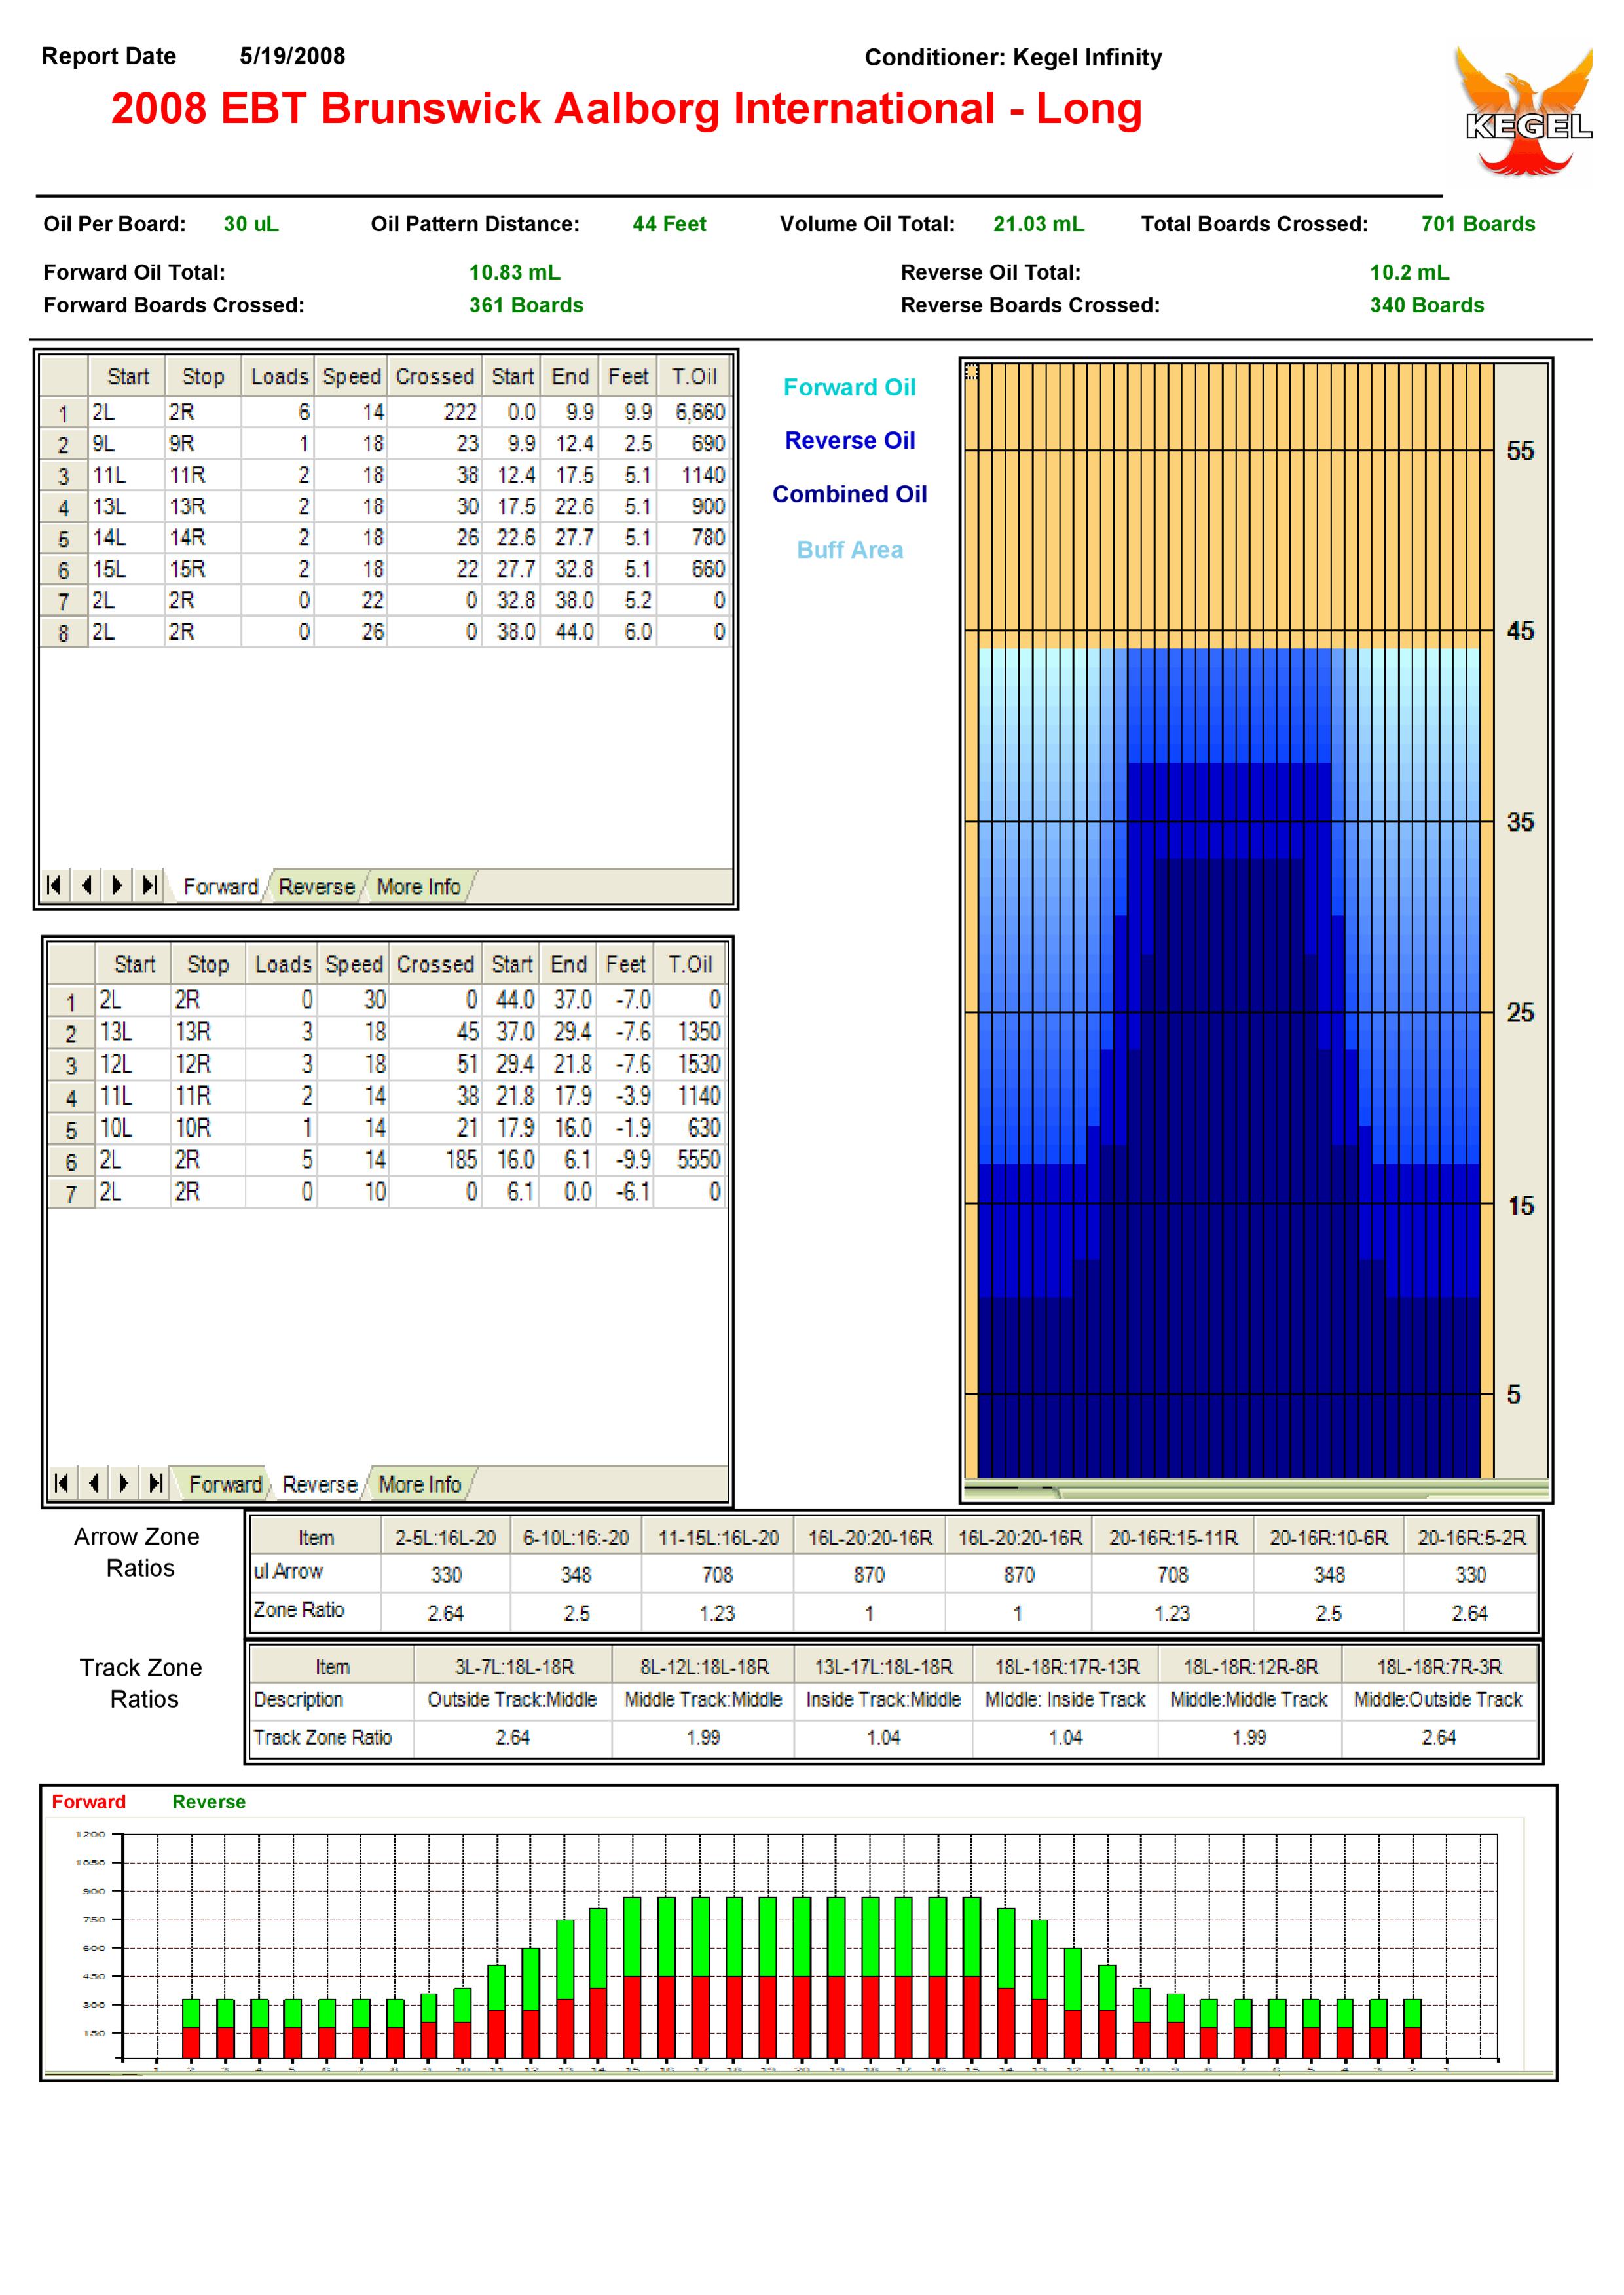 Report Date 5/19/2008 Conditioner: Kegel Infinity
2008 EBT Brunswick Aalborg International - Long
KEGEL
Oil Per Board: 30 uL Oil Pattern Distance: 44 Feet Volume Oil Total: 21.03 mL Total Boards Crossed: 701 Boards
Forward Oil Total: 10.83 mL Reverse Oil Total: 10.2 mL
Forward Boards Crossed: 361 Boards Reverse Boards Crossed: 340 Boards
Start Stop Loads Speed Crossed Start End Feet T.Oil
1 2L 2R 6 14 222 0.0 9.9 9.9 6,660
2 9L 9R 1 18 23 9.9 12.4 2.5 690
3 11L 11R 2 18 38 12.4 17.5 5.1 1140
4 13L 13R 2 18 30 17.5 22.6 5.1 900
5 14L 14R 2 18 26 22.6 27.7 5.1 780
6 15L 15R 2 18 22 27.7 32.8 5.1 660
7 2L 2R 0 22 0 32.8 38.0 5.2 0
8 2L 2R 0 26 0 38.0 44.0 6.0 0
Forward Reverse More Info
Forward Oil
Reverse Oil
Combined Oil
Buff Area
55
45
35
25
15
5
Start Stop Loads Speed Crossed Start End Feet T.Oil
1 2L 2R 0 30 0 44.0 37.0 -7.0 0
2 13L 13R 3 18 45 37.0 29.4 -7.6 1350
3 12L 12R 3 18 51 29.4 21.8 -7.6 1530
4 11L 11R 2 14 38 21.8 17.9 -3.9 1140
5 10L 10R 1 14 21 17.9 16.0 -1.9 630
6 2L 2R 5 14 185 16.0 6.1 -9.9 5550
7 2L 2R 0 10 0 6.1 0.0 -6.1 0
Forward Reverse More Info
Arrow Zone
Ratios
Item 2-5L:16L-20 6-10L:16:-20 11-15L:16L-20 16L-20:20-16R 16L-20:20-16R 20-16R:15-11R 20-16R:10-6R 20-16R:5-2R
ul Arrow 330 348 708 870 870 708 348 330
Zone Ratio 2.64 2.5 1.23 1 1 1.23 2.5 2.64
Track Zone
Ratios
Item 3L-7L:18L-18R 8L-12L:18L-18R 13L-17L:18L-18R 18L-18R:17R-13R 18L-18R:12R-8R 18L-18R:7R-3R
Description Outside Track:Middle Middle Track:Middle Inside Track:Middle MIddle: Inside Track Middle:Middle Track Middle:Outside Track
Track Zone Ratio 2.64 1.99 1.04 1.04 1.99 2.64
Forward Reverse
1200
1050
900
750
600
450
300
150